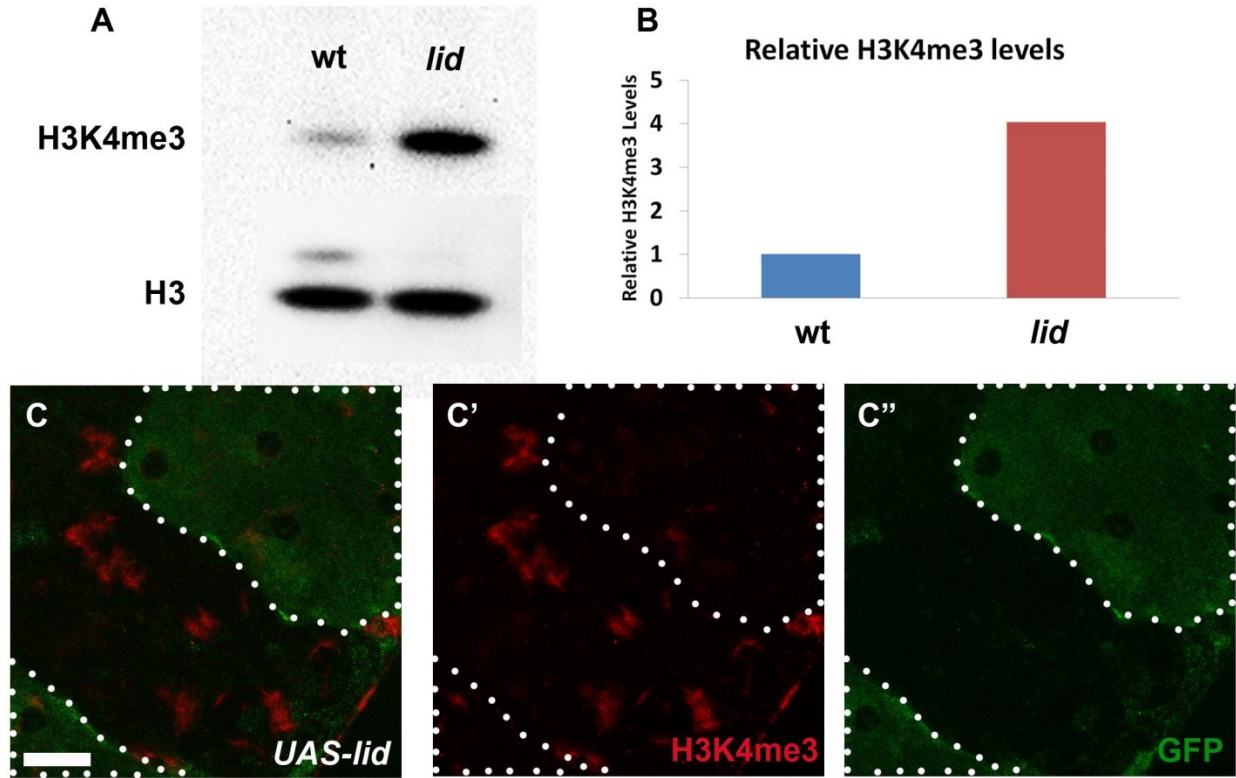 A
wt lid
H3K4me3
H3
B
Relative H3K4me3 levels
Relative H3K4me3 Levels
5
4
3
2
1
0
wt lid
C
UAS-lid
C'
H3K4me3
C"
GFP